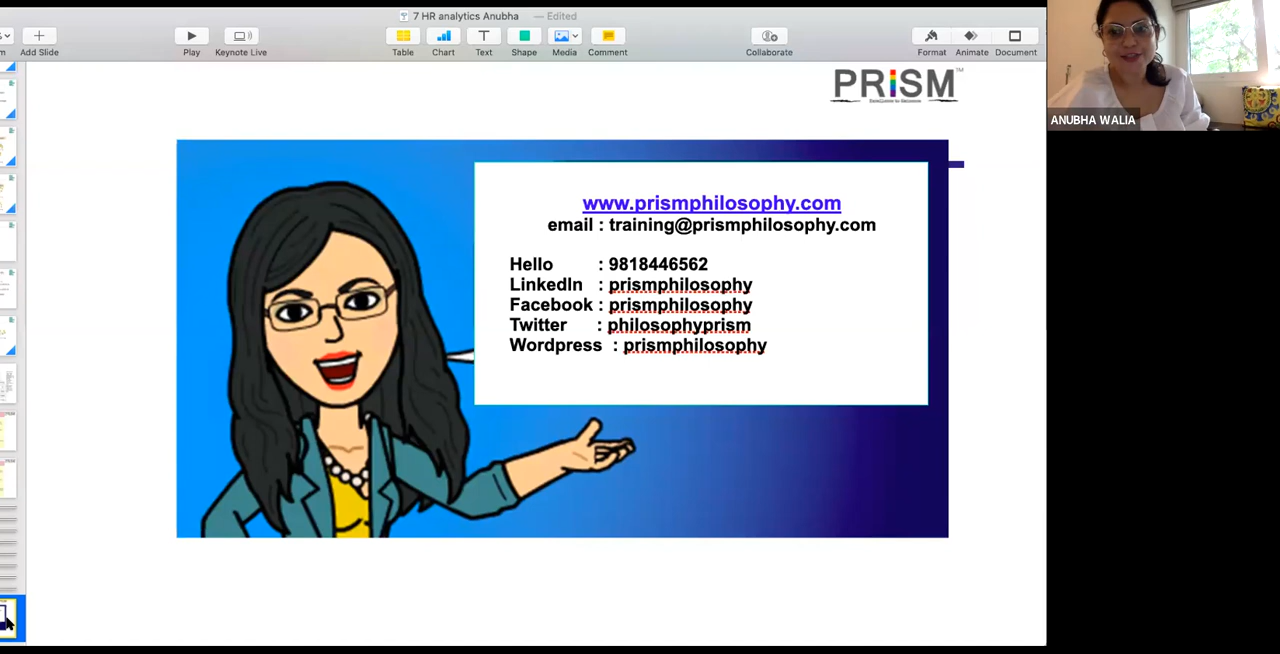 7 HR analytics Anubha — Edited
Add Slide
Play
Keynote Live
Table
Chart
Text
Shape
Media
Comment
Collaborate
Format
Animate
Document
PRiSM™
ANUBHA WALIA
www.prismphilosophy.com
email : training@prismphilosophy.com
Hello : 9818446562
LinkedIn : prismphilosophy
Facebook : prismphilosophy
Twitter : philosophyprism
Wordpress : prismphilosophy